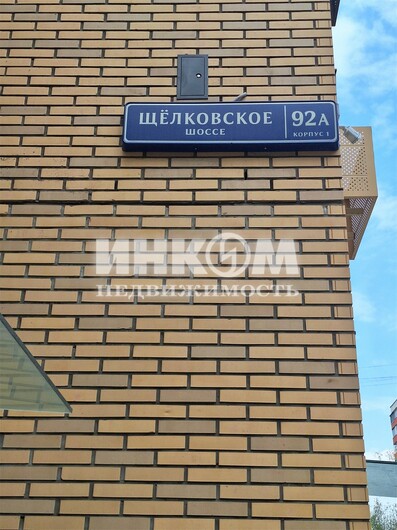 ЩЁЛКОВСКОЕ
ШОССЕ
92А
КОРПУС 1
ИНКОМ
НЕДВИЖИМОСТЬ